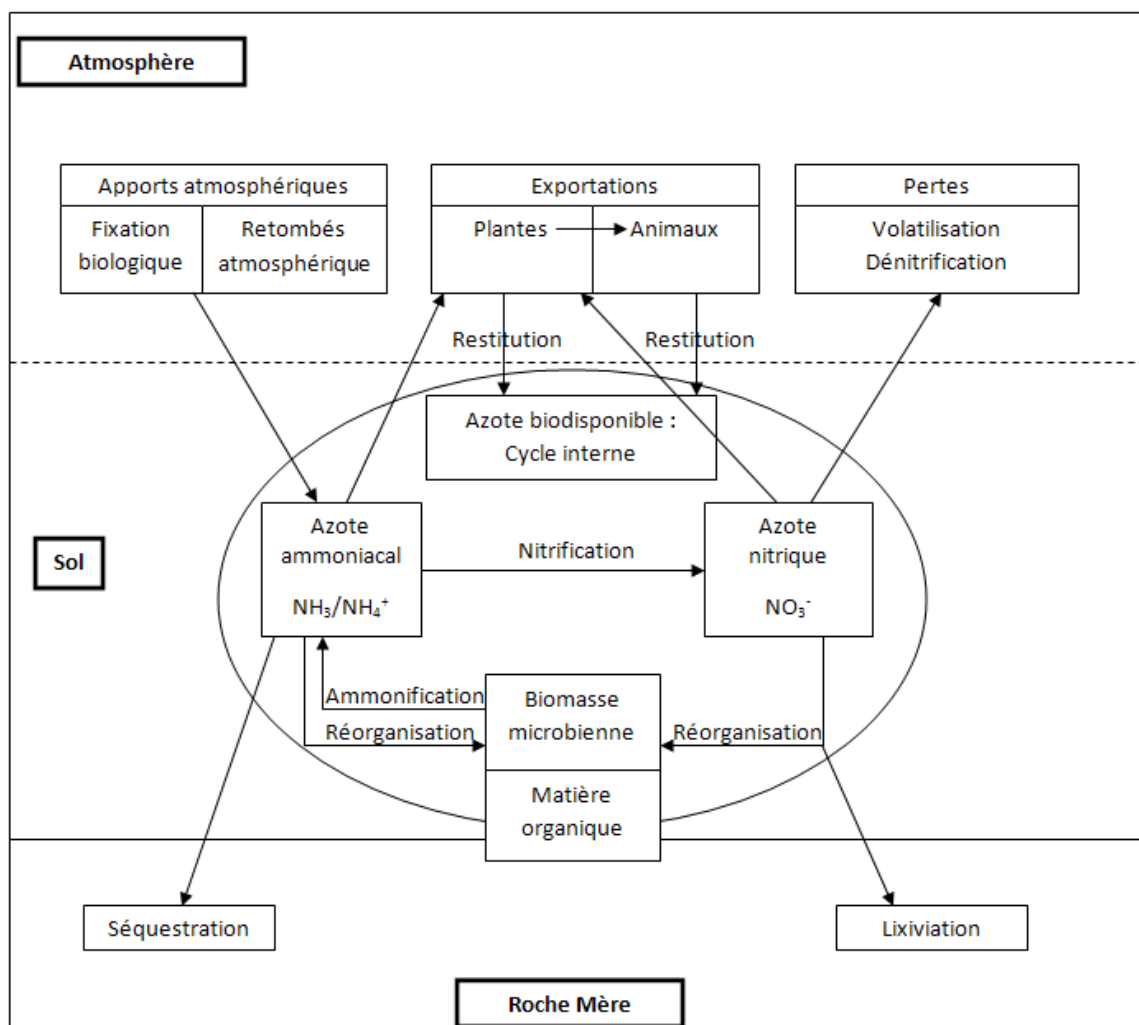 Atmosphère
Apports atmosphériques
Fixation
biologique
Retombés
atmosphérique
Exportations
Plantes
Animaux
Pertes
Volatilisation
Dénitrification
Restitution
Restitution
Azote biodisponible :
Cycle interne
Sol
Azote
ammoniacal
NH₃/NH₄⁺
Nitrification
Azote
nitrique
NO₃⁻
Ammonification
Réorganisation
Biomasse
microbienne
Réorganisation
Matière
organique
Séquestration
Lixiviation
Roche Mère